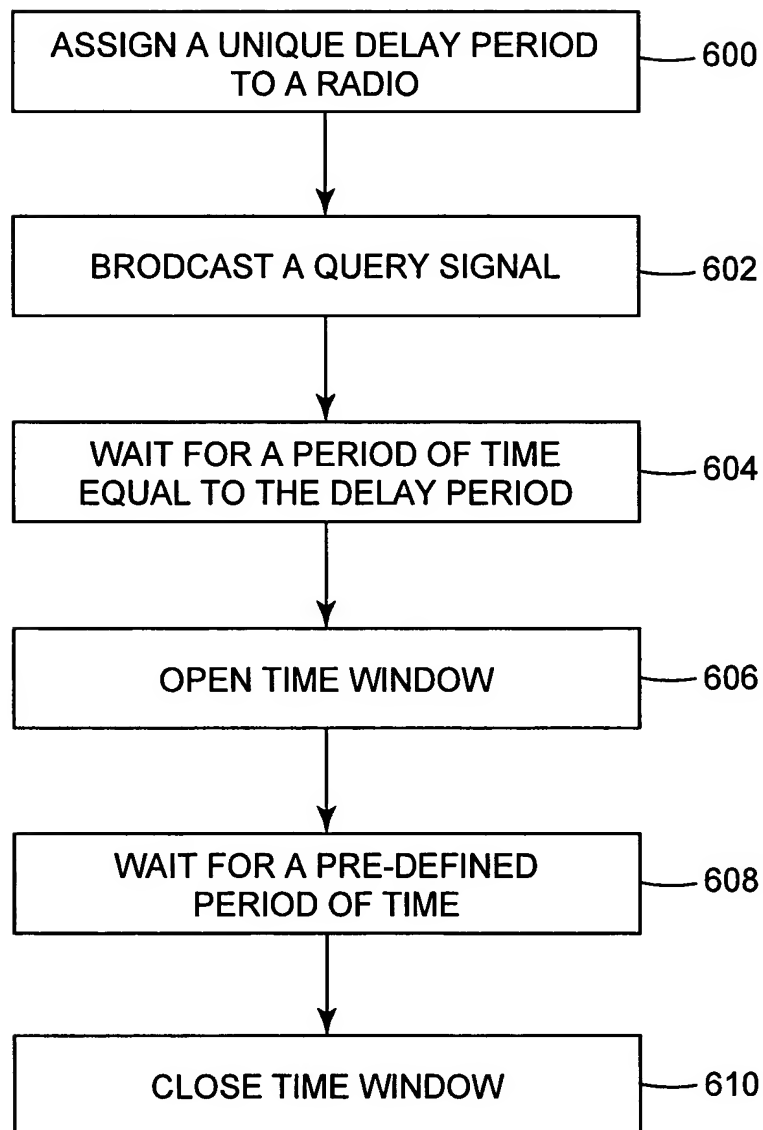 ASSIGN A UNIQUE DELAY PERIOD
TO A RADIO
600
BRODCAST A QUERY SIGNAL
602
WAIT FOR A PERIOD OF TIME
EQUAL TO THE DELAY PERIOD
604
OPEN TIME WINDOW
606
WAIT FOR A PRE-DEFINED
PERIOD OF TIME
608
CLOSE TIME WINDOW
610